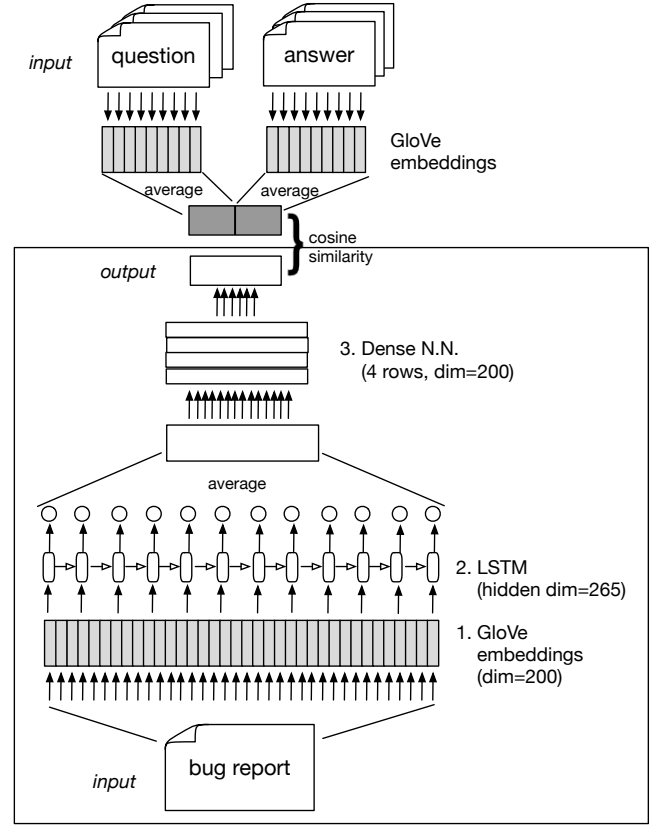 input
question
answer
GloVe
embeddings
average
average
cosine
similarity
output
3. Dense N.N.
(4 rows, dim=200)
average
2. LSTM
(hidden dim=265)
1. GloVe
embeddings
(dim=200)
bug report
input